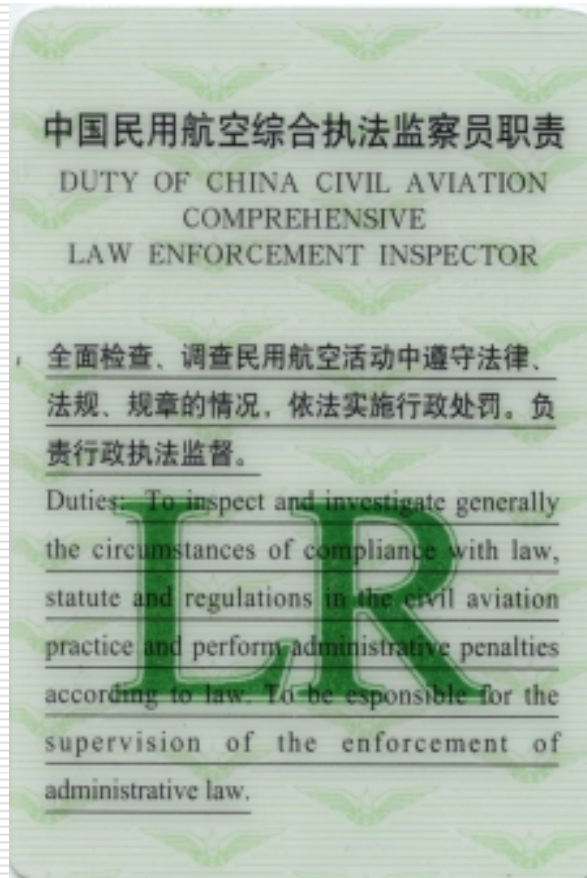 中国民用航空综合执法监察员职责
DUTY OF CHINA CIVIL AVIATION
COMPREHENSIVE
LAW ENFORCEMENT INSPECTOR
全面检查、调查民用航空活动中遵守法律、
法规、规章的情况，依法实施行政处罚。负
责行政执法监督。
Duties: To inspect and investigate generally
the circumstances of compliance with law,
statute and regulations in the civil aviation
practice and perform administrative penalties
according to law. To be esponsible for the
supervision of the enforcement of
administrative law.
LR